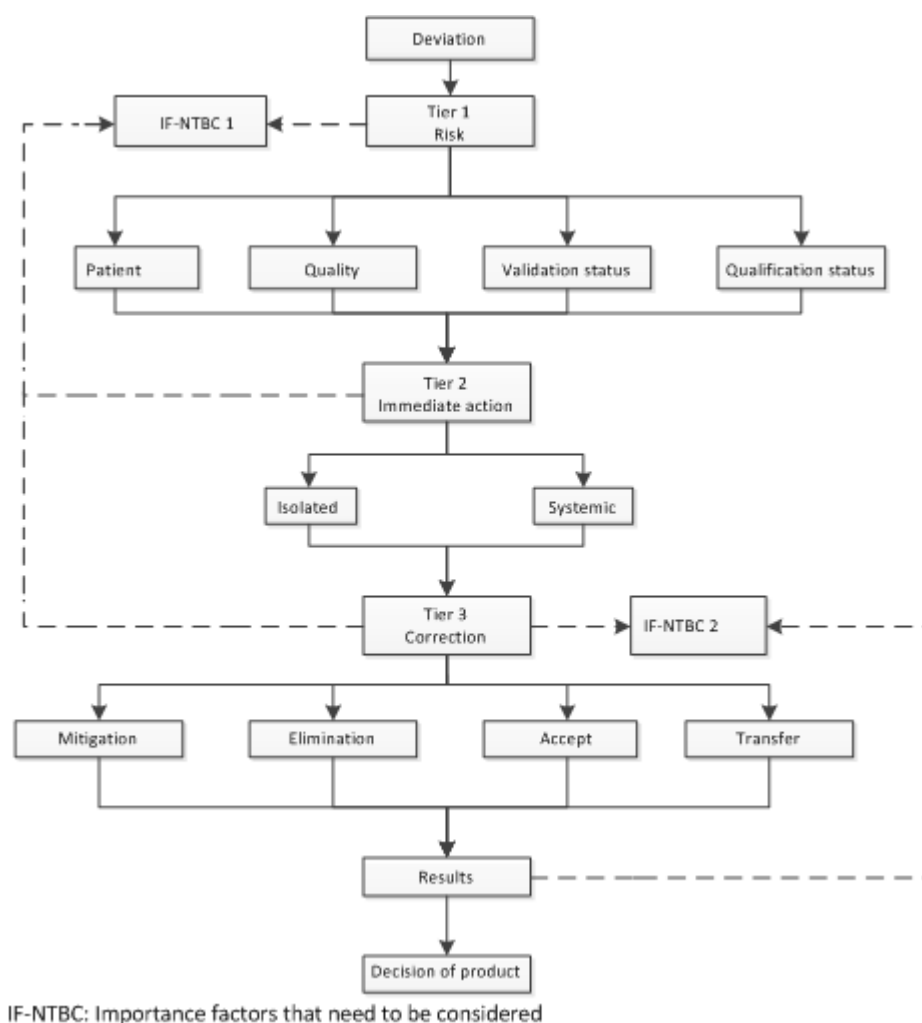 Deviation
Tier 1
Risk
IF-NTBC 1
Patient
Quality
Validation status
Qualification status
Tier 2
Immediate action
Isolated
Systemic
Tier 3
Correction
IF-NTBC 2
Mitigation
Elimination
Accept
Transfer
Results
Decision of product
IF-NTBC: Importance factors that need to be considered